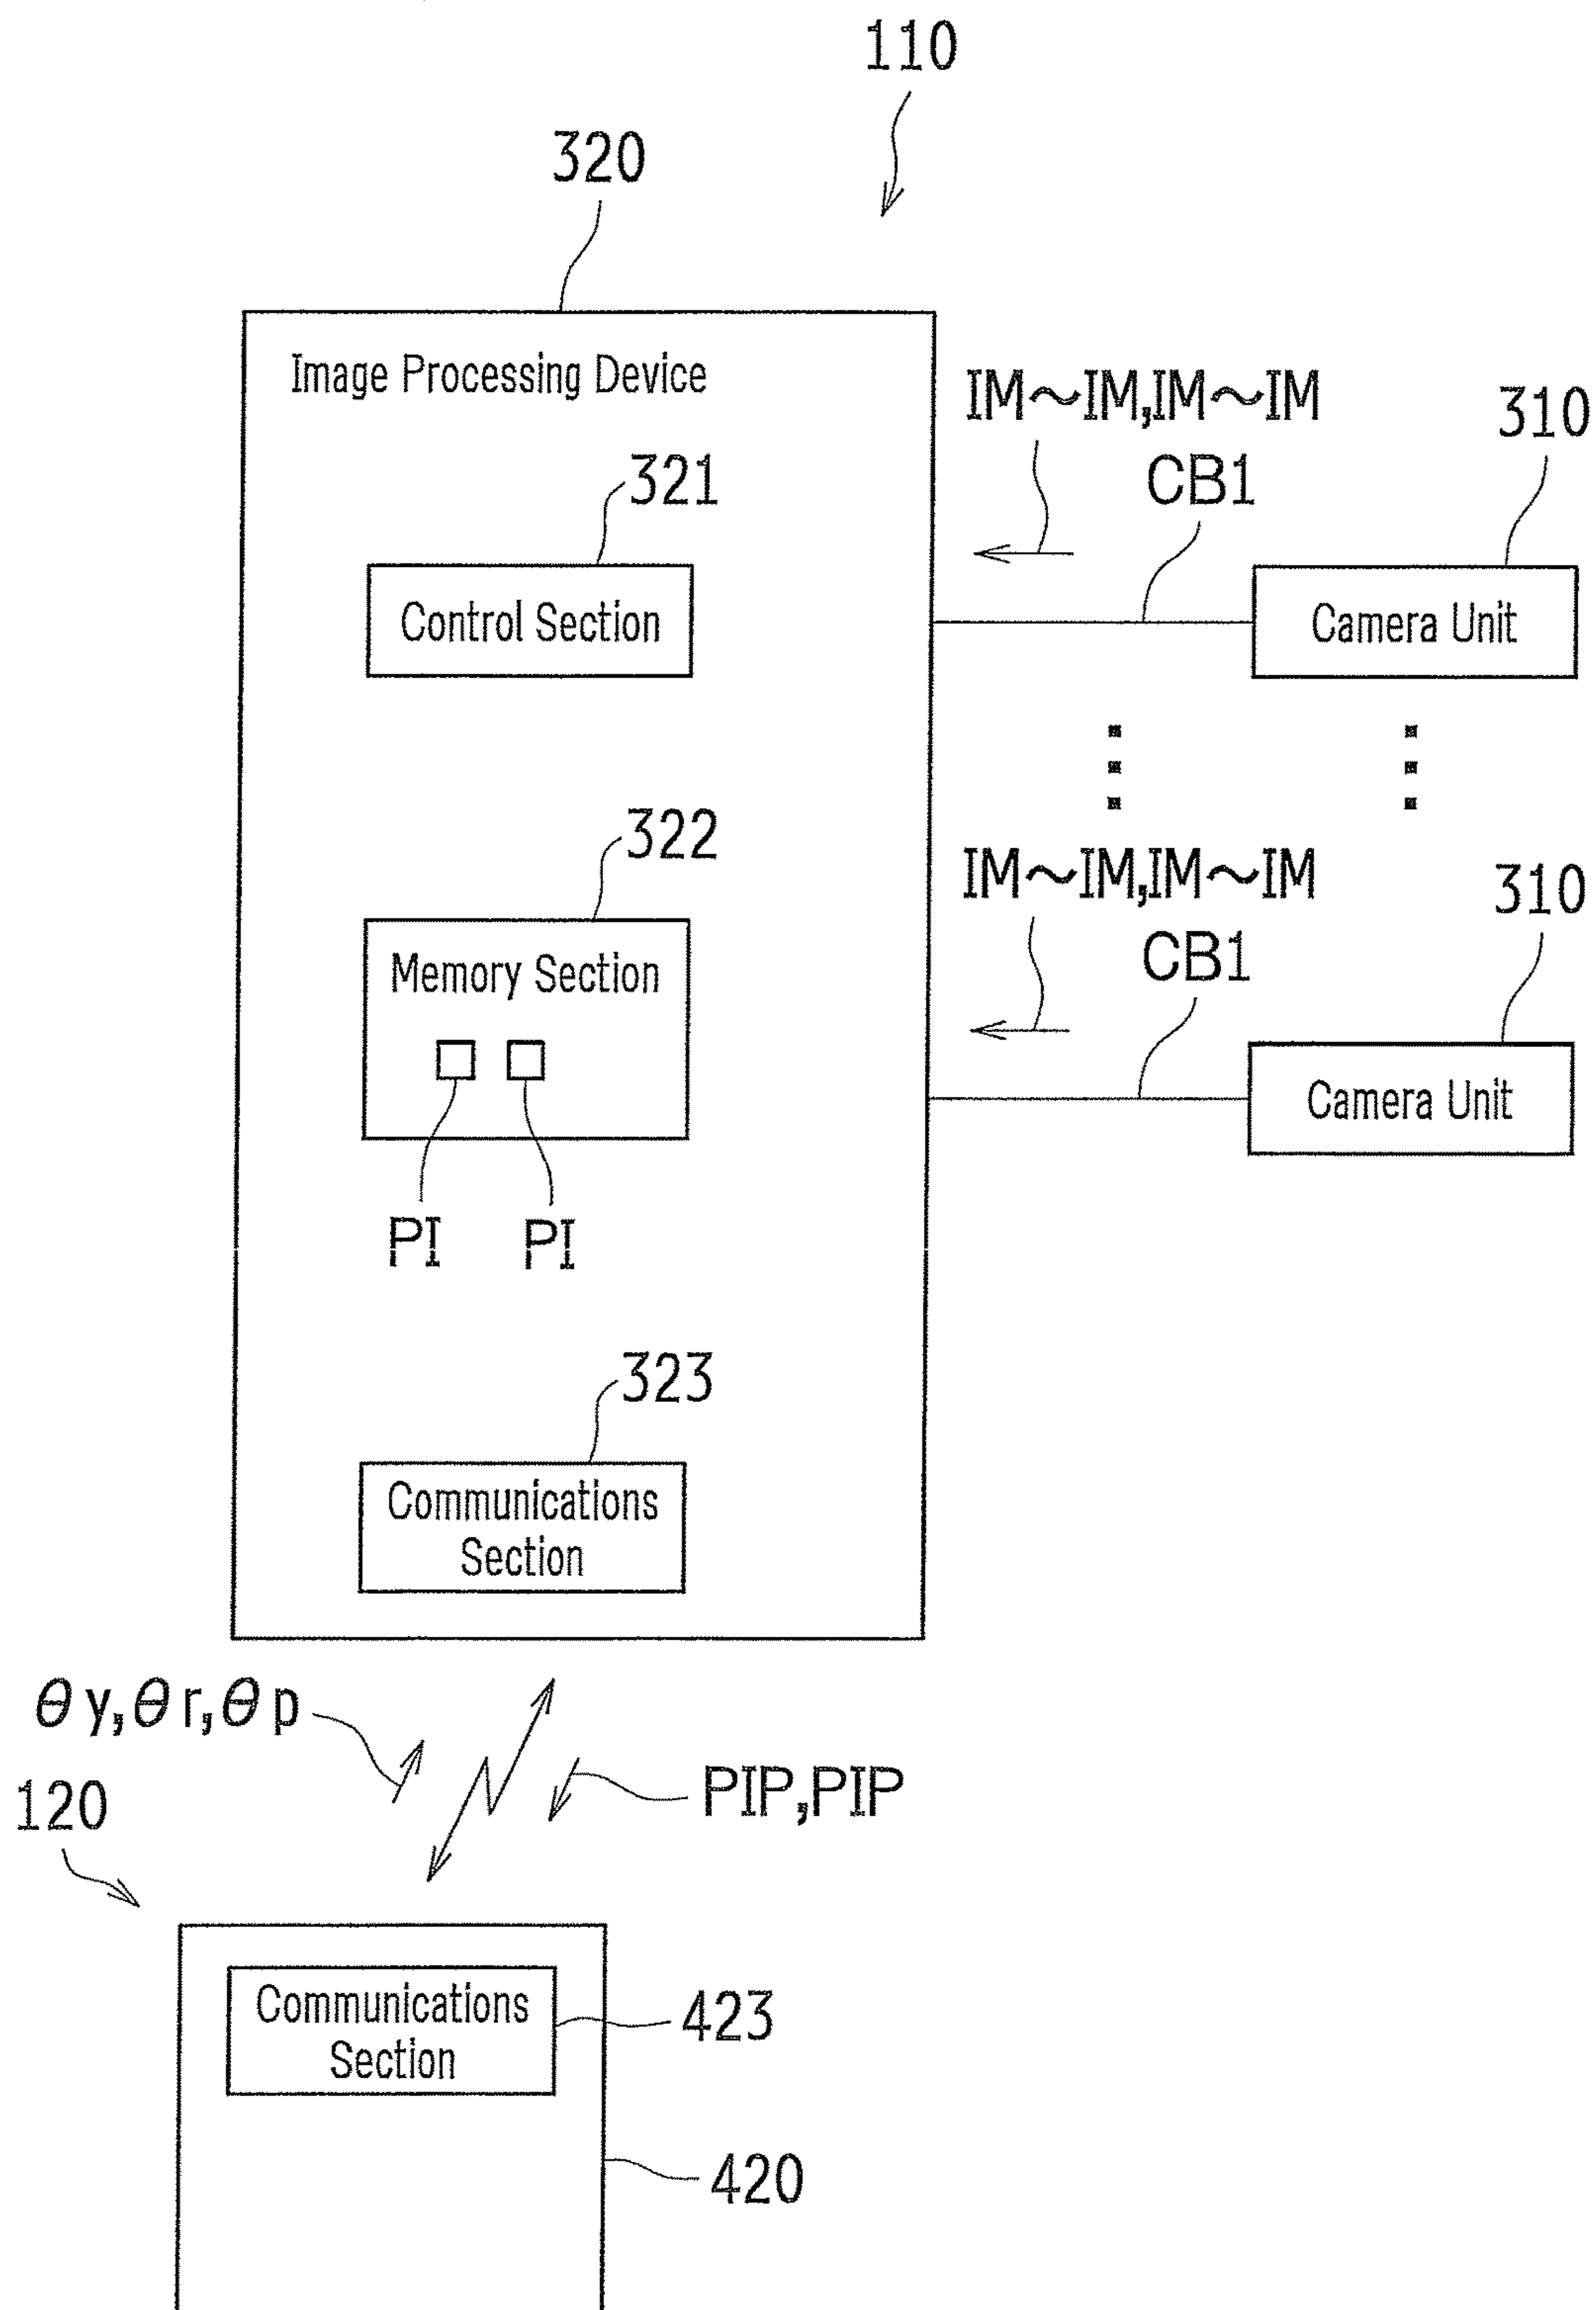 110
320
Image Processing Device
IM～IM,IM～IM
310
321
CB1
Control Section
Camera Unit
322
IM～IM,IM～IM
310
Memory Section
CB1
Camera Unit
PI PI
323
Communications
Section
θy,θr,θp
PIP,PIP
120
Communications
Section
423
420